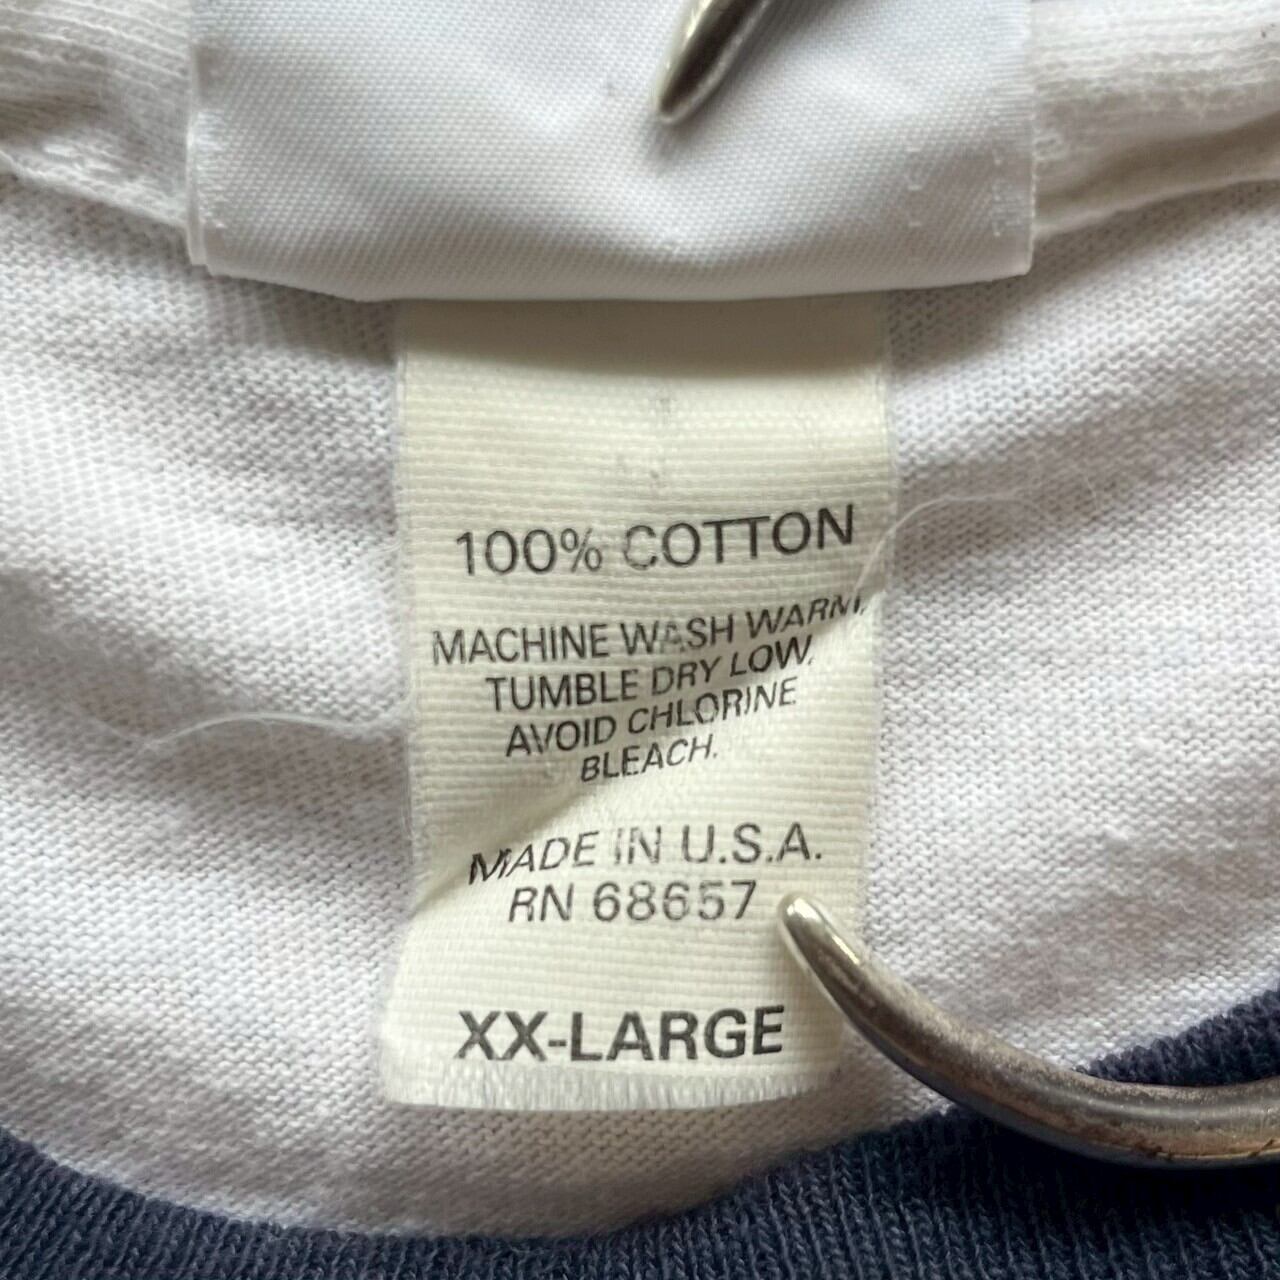 100% COTTON
MACHINE WASH WARM,
TUMBLE DRY LOW.
AVOID CHLORINE
BLEACH.
MADE IN U.S.A.
RN 68657
XX-LARGE